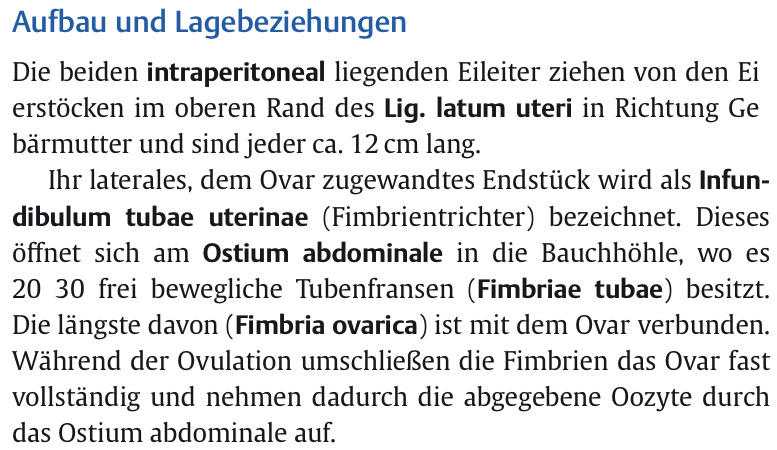 Aufbau und Lagebeziehungen
Die beiden intraperitoneal liegenden Eileiter ziehen von den Ei
erstöcken im oberen Rand des Lig. latum uteri in Richtung Ge
bärmutter und sind jeder ca. 12 cm lang.
Ihr laterales, dem Ovar zugewandtes Endstück wird als Infun-
dibulum tubae uterinae (Fimbrientrichter) bezeichnet. Dieses
öffnet sich am Ostium abdominale in die Bauchhöhle, wo es
20 30 frei bewegliche Tubenfransen (Fimbriae tubae) besitzt.
Die längste davon (Fimbria ovarica) ist mit dem Ovar verbunden.
Während der Ovulation umschließen die Fimbrien das Ovar fast
vollständig und nehmen dadurch die abgegebene Oozyte durch
das Ostium abdominale auf.